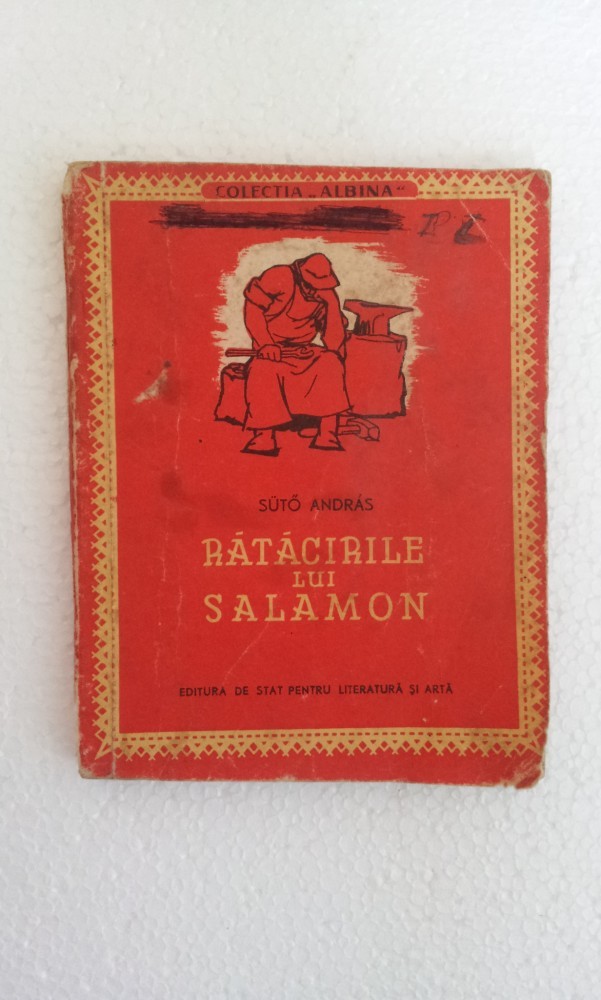 COLECȚIA „ALBINA“
SÜTŐ ANDRÁS
RĂTĂCIRILE
LUI
SALAMON
EDITURA DE STAT PENTRU LITERATURĂ ȘI ARTĂ